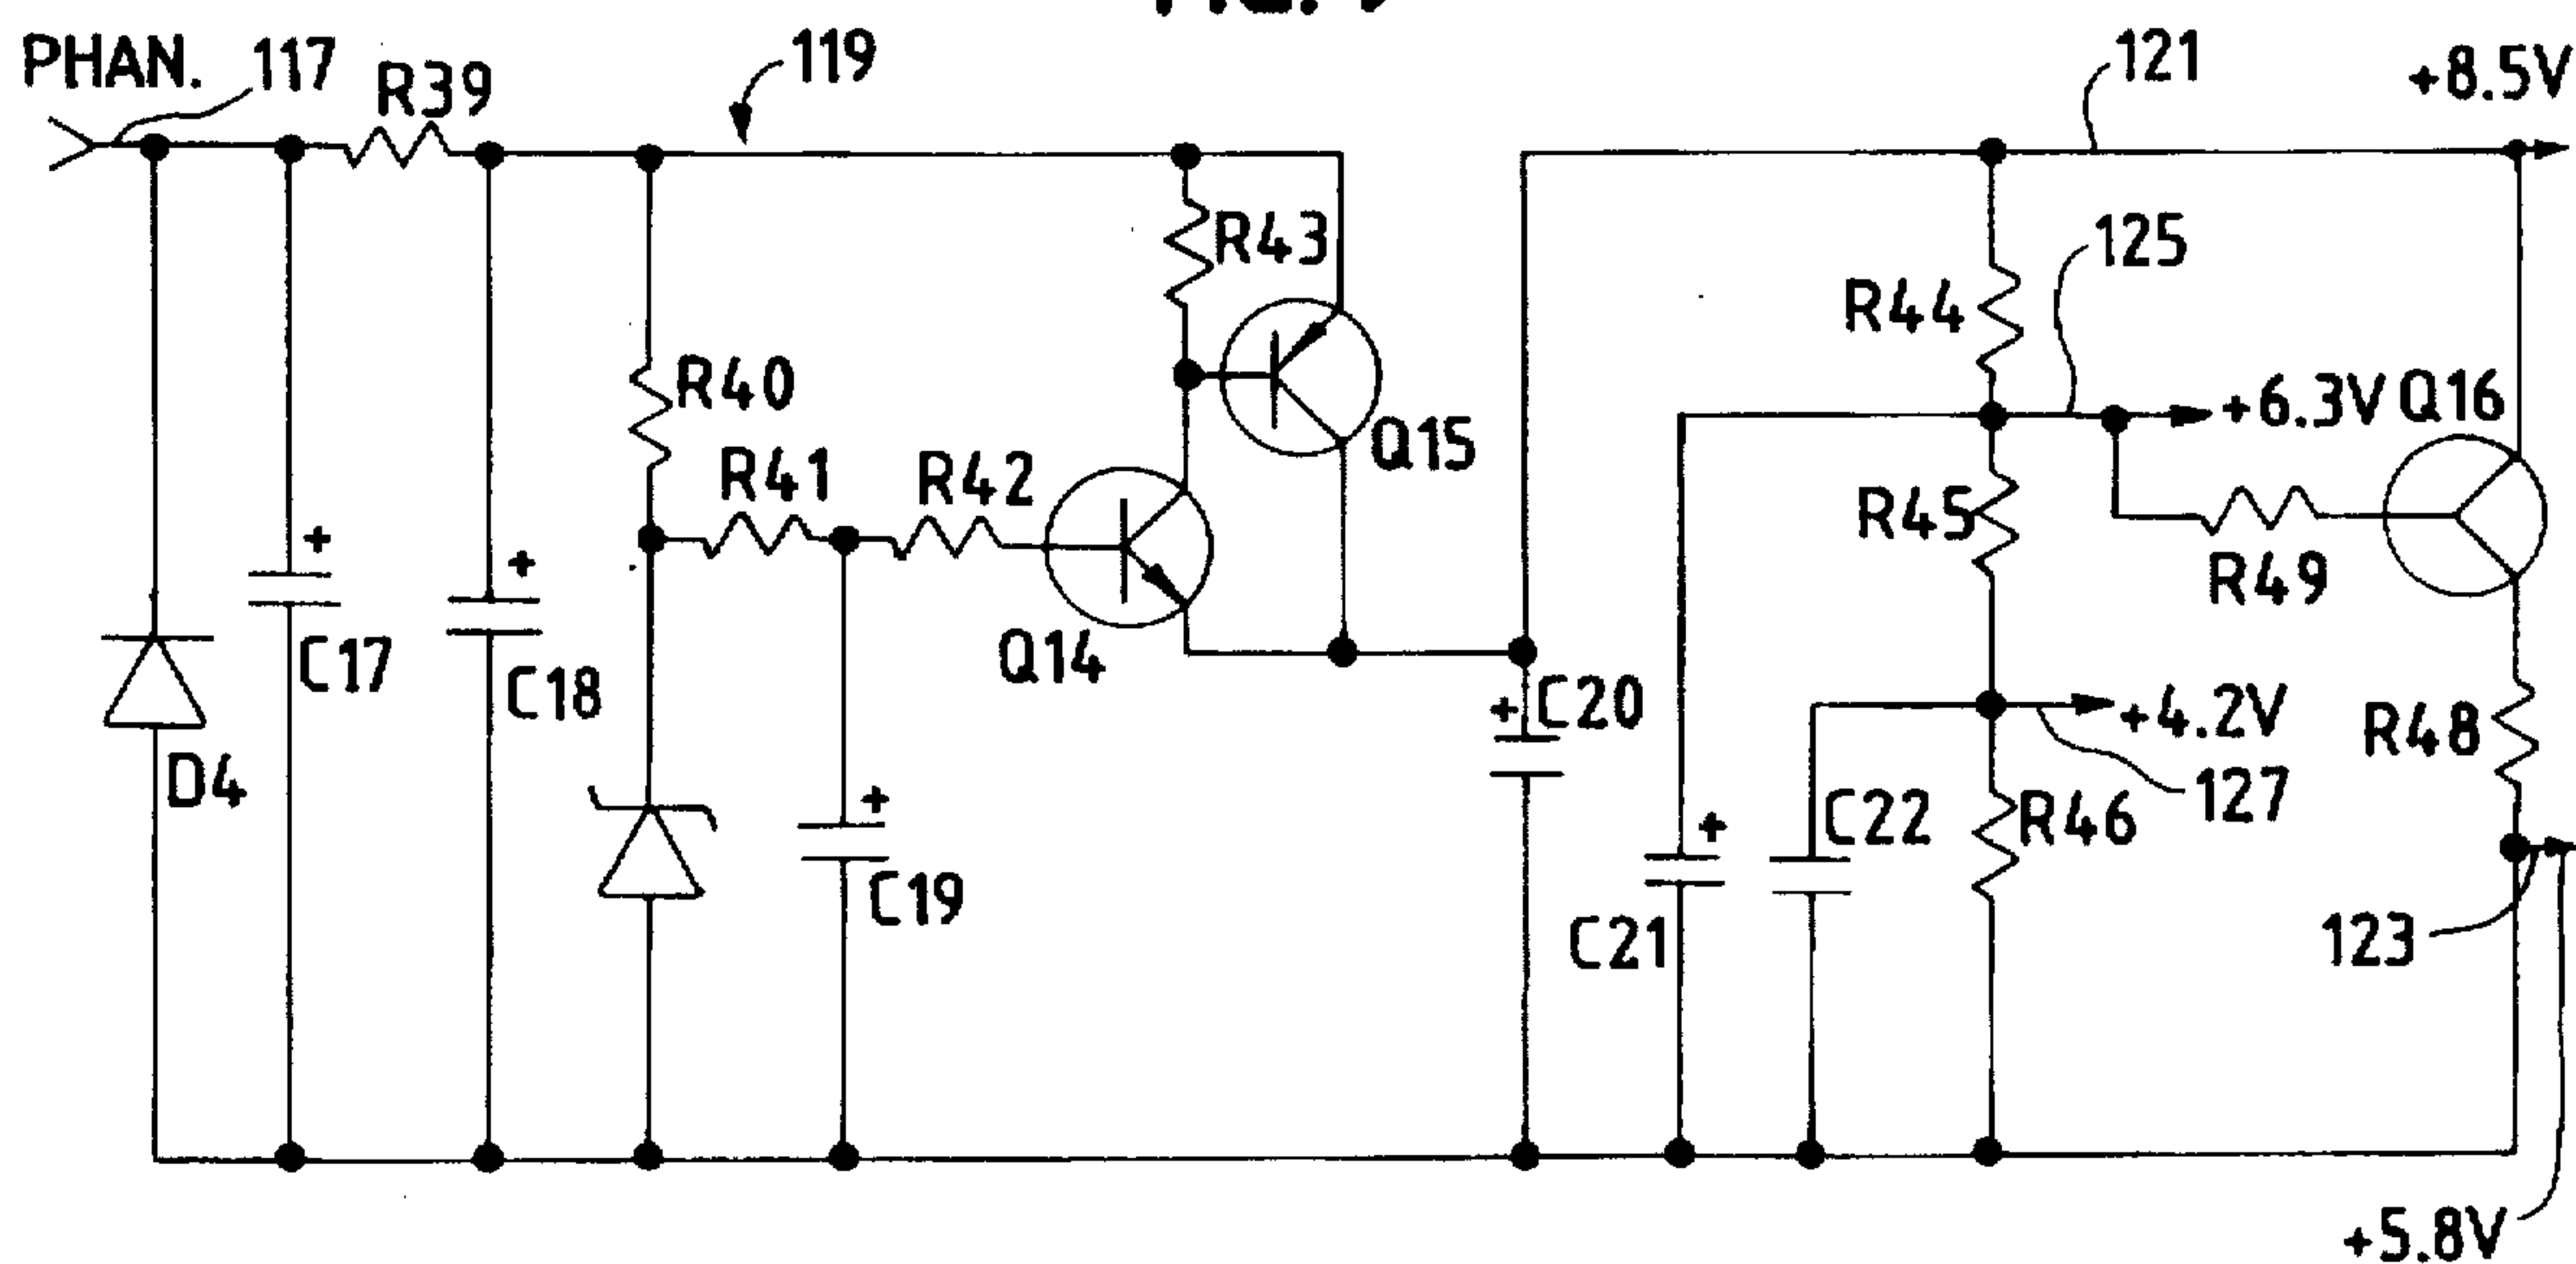 PHAN.
117
R39
119
121
+8.5V
R43
125
R44
R40
Q15
+6.3V
Q16
R41
R42
R45
R49
C17
C18
Q14
C20
+
+
+
+4.2V
R48
D4
127
+
+
C22
R46
C19
C21
123
+5.8V